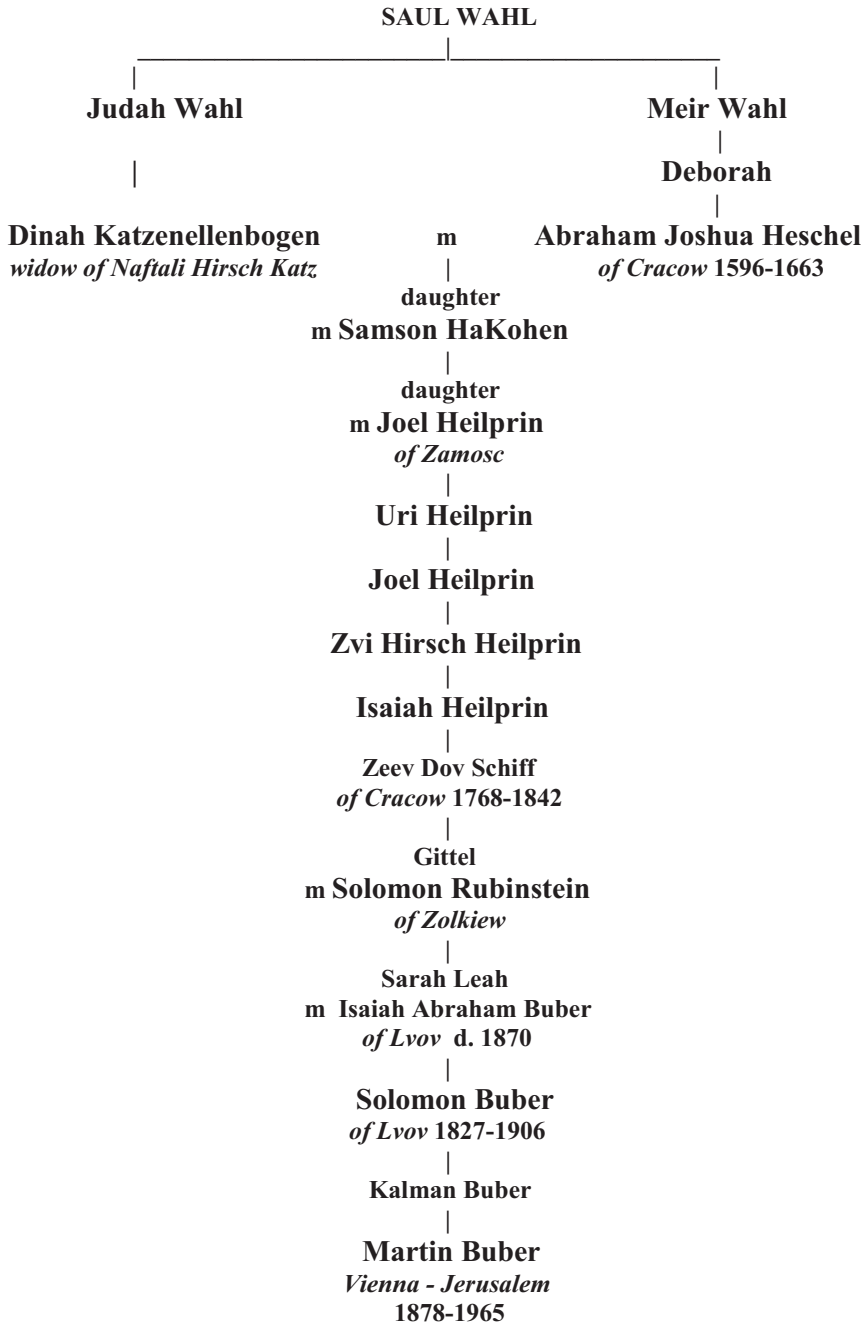 SAUL WAHL
Judah Wahl Meir Wahl
Deborah
Dinah Katzenellenbogen m Abraham Joshua Heschel
widow of Naftali Hirsch Katz of Cracow 1596-1663
daughter
m Samson HaKohen
daughter
m Joel Heilprin
of Zamosc
Uri Heilprin
Joel Heilprin
Zvi Hirsch Heilprin
Isaiah Heilprin
Zeev Dov Schiff
of Cracow 1768-1842
Gittel
m Solomon Rubinstein
of Zolkiew
Sarah Leah
m Isaiah Abraham Buber
of Lvov d. 1870
Solomon Buber
of Lvov 1827-1906
Kalman Buber
Martin Buber
Vienna - Jerusalem
1878-1965